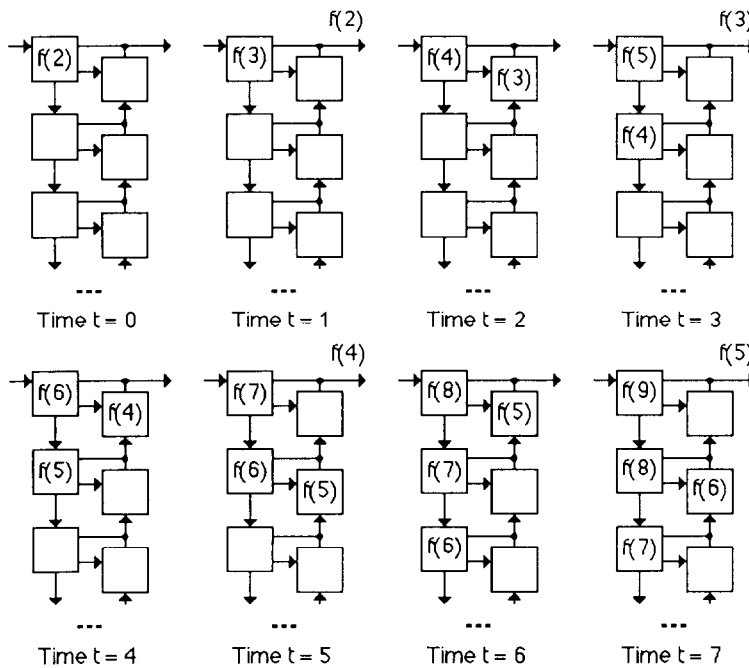 f(2) f(3)
f(2) f(3) f(4) f(5)
f(3)
f(4)
... ... ... ...
Time t = 0 Time t = 1 Time t = 2 Time t = 3
f(4) f(5)
f(6) f(7) f(8) f(9)
f(4) f(5)
f(5) f(6) f(7) f(8)
f(5) f(6)
f(6) f(7)
... ... ... ...
Time t = 4 Time t = 5 Time t = 6 Time t = 7